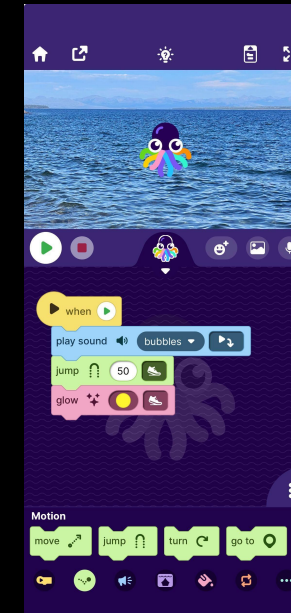 when
play sound bubbles
jump 50
glow
Motion
move jump turn go to